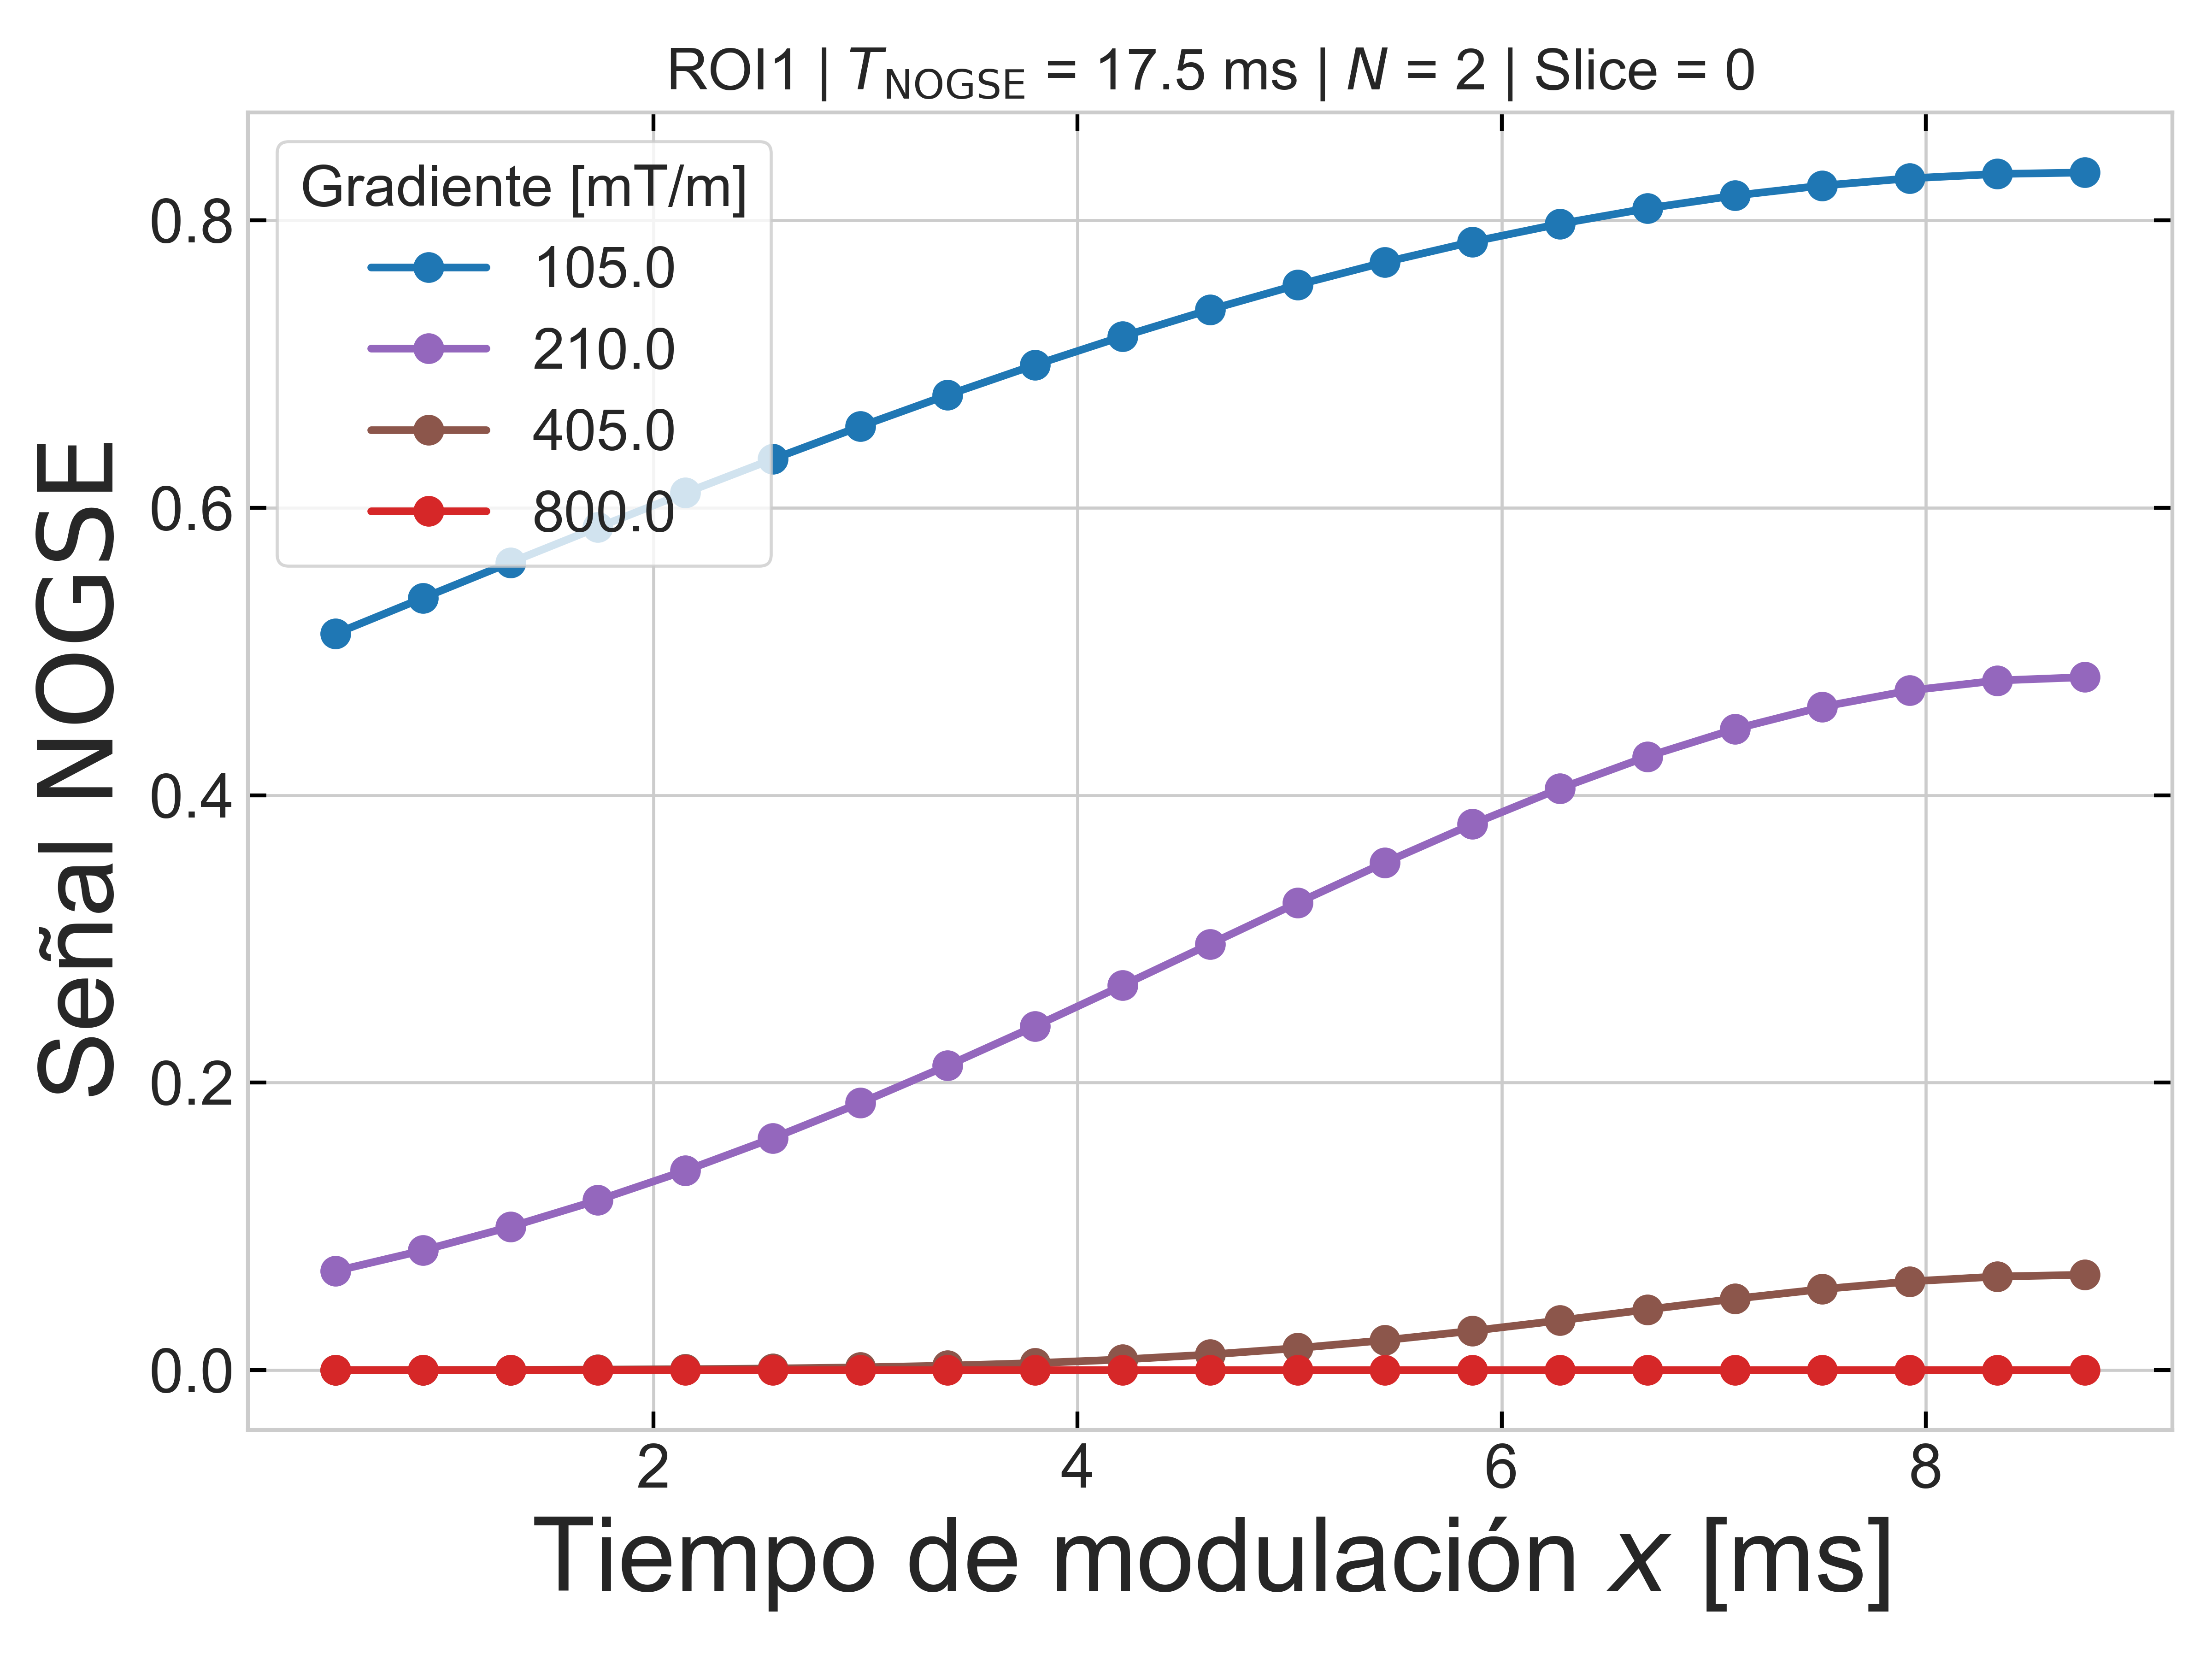 ROI1 | T_NOGSE = 17.5 ms | N = 2 | Slice = 0
Gradiente [mT/m]
105.0
210.0
405.0
800.0
Señal NOGSE
0.8
0.6
0.4
0.2
0.0
2 4 6 8
Tiempo de modulación x [ms]